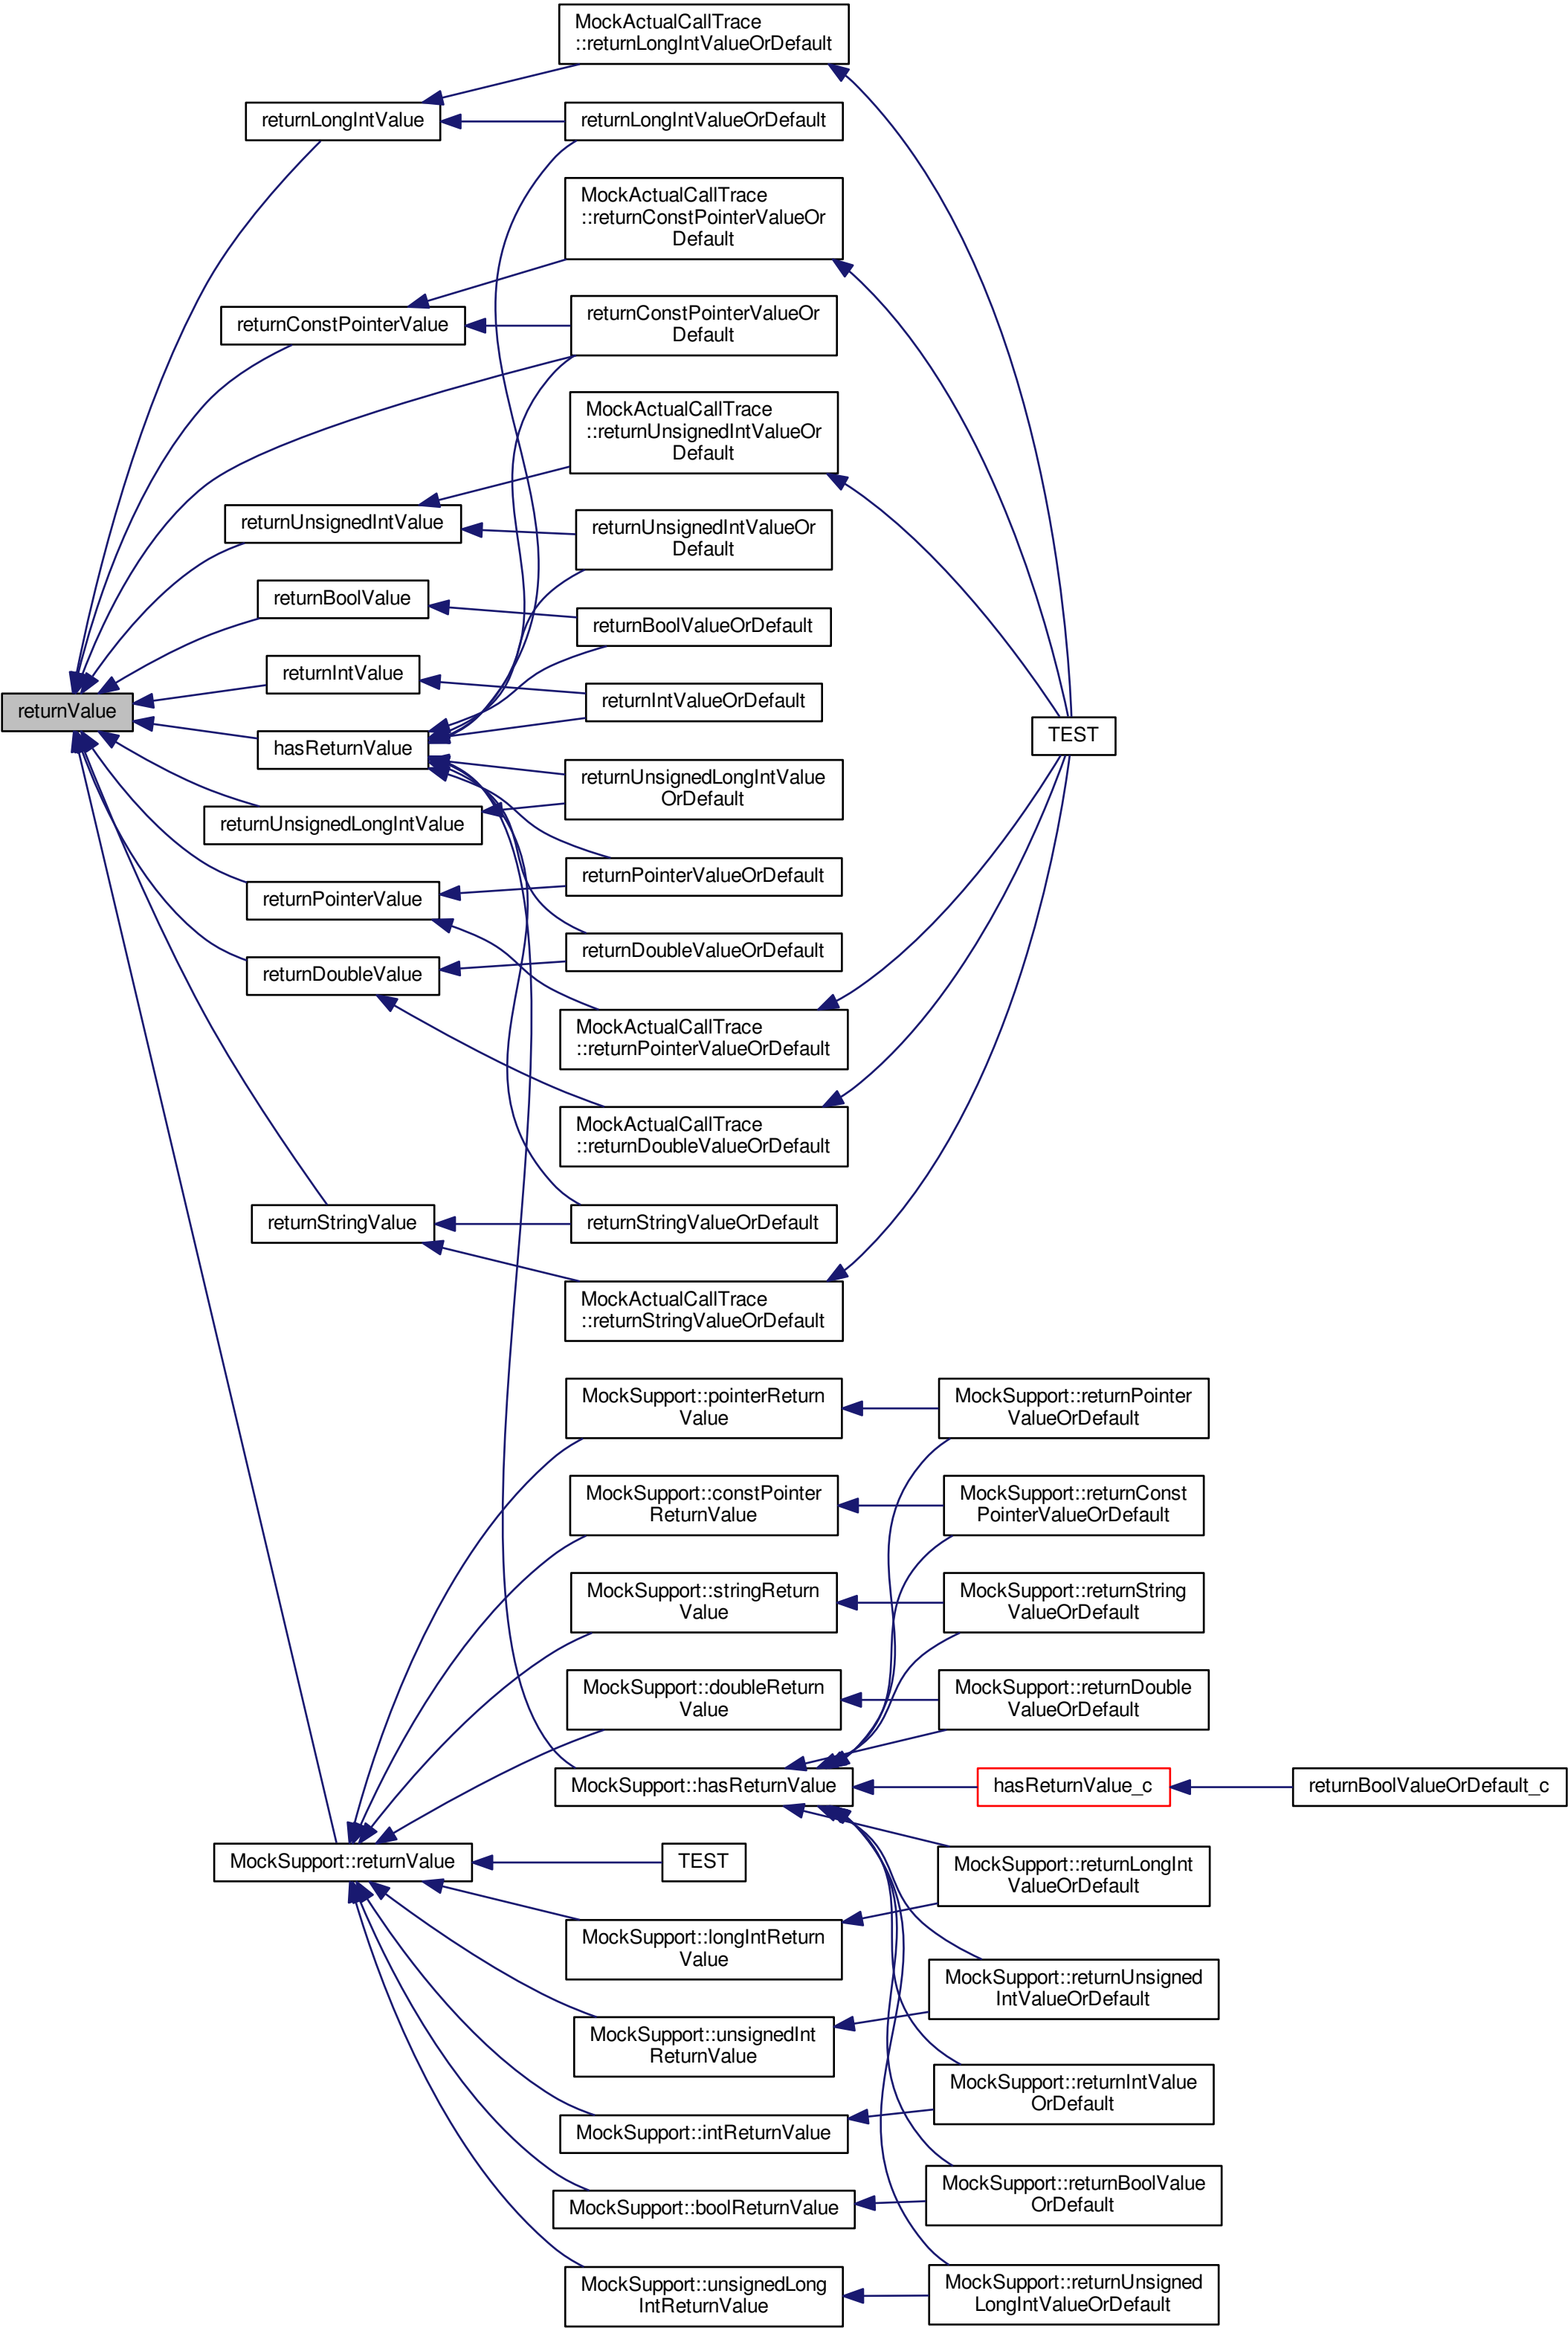 MockActualCallTrace
::returnLongIntValueOrDefault
returnLongIntValue
returnLongIntValueOrDefault
MockActualCallTrace
::returnConstPointerValueOr
Default
returnConstPointerValue
returnConstPointerValueOr
Default
MockActualCallTrace
::returnUnsignedIntValueOr
Default
returnUnsignedIntValue
returnUnsignedIntValueOr
Default
returnBoolValue
returnBoolValueOrDefault
returnIntValue
returnIntValueOrDefault
returnValue
TEST
hasReturnValue
returnUnsignedLongIntValue
OrDefault
returnUnsignedLongIntValue
returnPointerValueOrDefault
returnPointerValue
returnDoubleValueOrDefault
returnDoubleValue
MockActualCallTrace
::returnPointerValueOrDefault
MockActualCallTrace
::returnDoubleValueOrDefault
returnStringValue
returnStringValueOrDefault
MockActualCallTrace
::returnStringValueOrDefault
MockSupport::pointerReturn
Value
MockSupport::returnPointer
ValueOrDefault
MockSupport::constPointer
ReturnValue
MockSupport::returnConst
PointerValueOrDefault
MockSupport::stringReturn
Value
MockSupport::returnString
ValueOrDefault
MockSupport::doubleReturn
Value
MockSupport::returnDouble
ValueOrDefault
MockSupport::hasReturnValue
hasReturnValue_c
returnBoolValueOrDefault_c
MockSupport::returnValue
TEST
MockSupport::returnLongInt
ValueOrDefault
MockSupport::longIntReturn
Value
MockSupport::returnUnsigned
IntValueOrDefault
MockSupport::unsignedInt
ReturnValue
MockSupport::returnIntValue
OrDefault
MockSupport::intReturnValue
MockSupport::returnBoolValue
OrDefault
MockSupport::boolReturnValue
MockSupport::unsignedLong
IntReturnValue
MockSupport::returnUnsigned
LongIntValueOrDefault